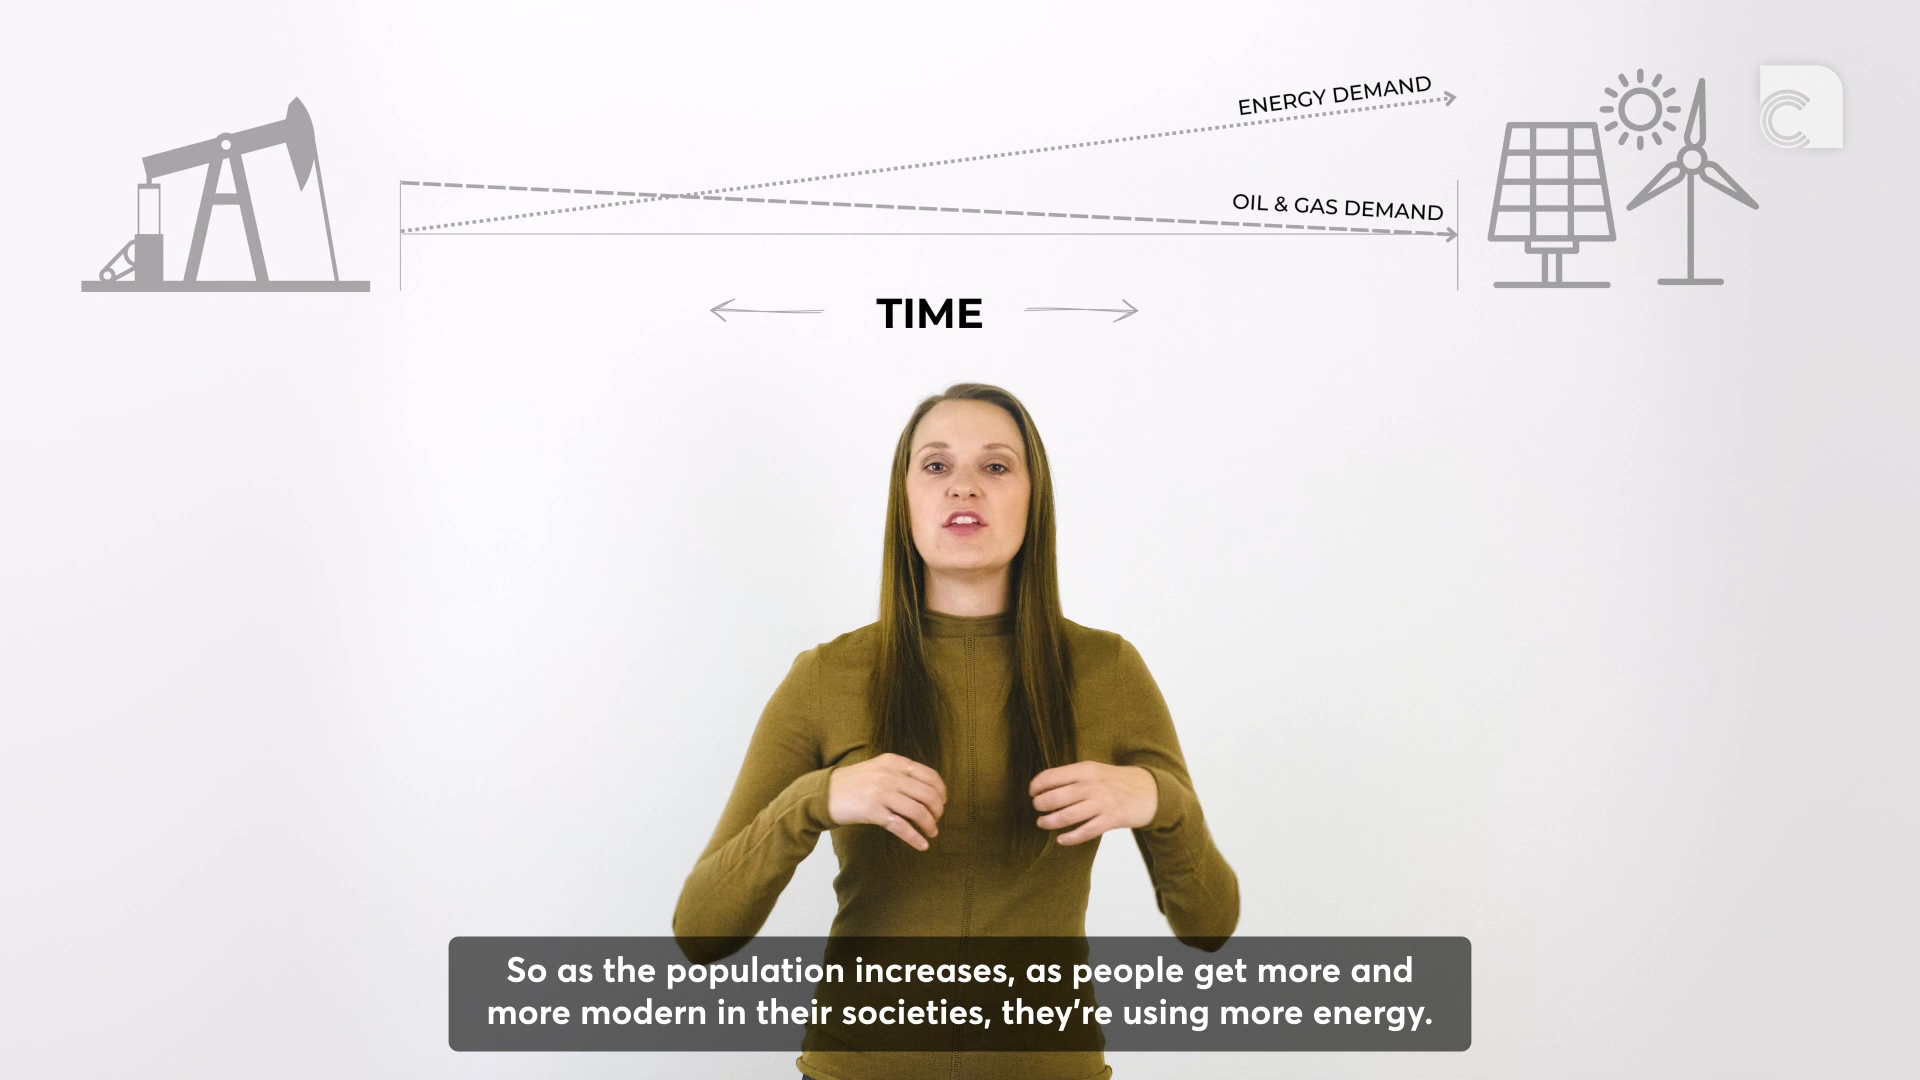 ENERGY DEMAND
OIL & GAS DEMAND
TIME
So as the population increases, as people get more and
more modern in their societies, they're using more energy.